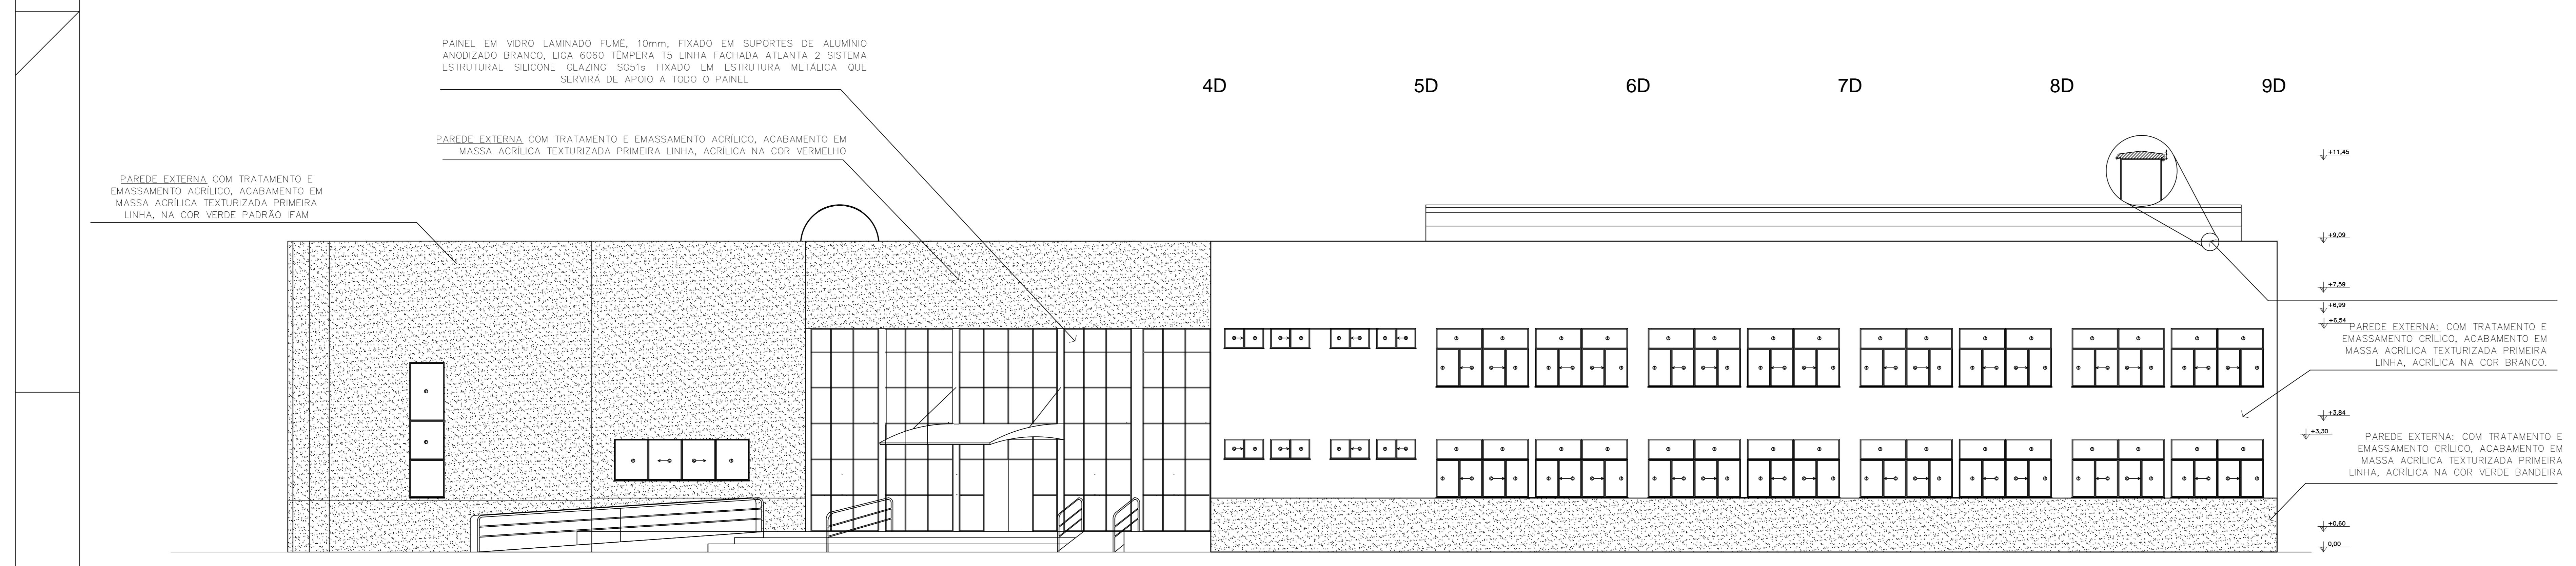 PAINEL EM VIDRO LAMINADO FUMÊ, 10mm, FIXADO EM SUPORTES DE ALUMÍNIO
ANODIZADO BRANCO, LIGA 6060 TÊMPERA T5 LINHA FACHADA ATLANTA 2 SISTEMA
ESTRUTURAL SILICONE GLAZING SG51s FIXADO EM ESTRUTURA METÁLICA QUE
SERVIRÁ DE APOIO A TODO O PAINEL
4D
5D
6D
7D
8D
9D
PAREDE EXTERNA COM TRATAMENTO E EMASSAMENTO ACRÍLICO, ACABAMENTO EM
MASSA ACRÍLICA TEXTURIZADA PRIMEIRA LINHA, ACRÍLICA NA COR VERMELHO
PAREDE EXTERNA COM TRATAMENTO E
EMASSAMENTO ACRÍLICO, ACABAMENTO EM
MASSA ACRÍLICA TEXTURIZADA PRIMEIRA
LINHA, NA COR VERDE PADRÃO IFAM
+11,45
+9,09
+7,59
+6,99
+6,54
PAREDE EXTERNA: COM TRATAMENTO E
EMASSAMENTO CRÍLICO, ACABAMENTO EM
MASSA ACRÍLICA TEXTURIZADA PRIMEIRA
LINHA, ACRÍLICA NA COR BRANCO.
+3,84
+3,30
PAREDE EXTERNA: COM TRATAMENTO E
EMASSAMENTO CRÍLICO, ACABAMENTO EM
MASSA ACRÍLICA TEXTURIZADA PRIMEIRA
LINHA, ACRÍLICA NA COR VERDE BANDEIRA
+0,60
0,00